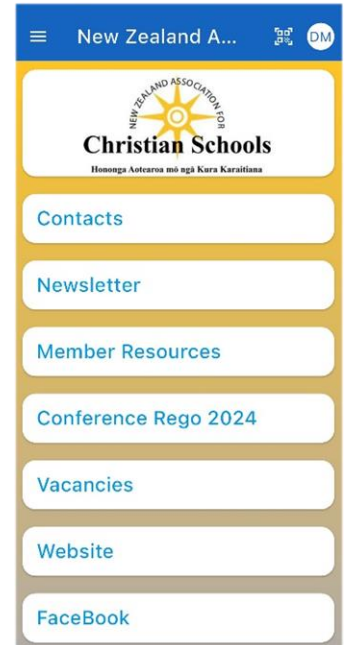 New Zealand A...
DM
NEW ZEALAND ASSOCIATION FOR
Christian Schools
Hononga Aotearoa mō ngā Kura Karaitiana
Contacts
Newsletter
Member Resources
Conference Rego 2024
Vacancies
Website
FaceBook